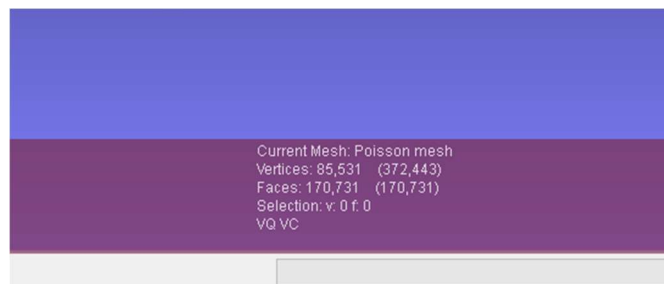 Current Mesh: Poisson mesh
Vertices: 85,531 (372,443)
Faces: 170,731 (170,731)
Selection: v: 0 f: 0
VQ VC